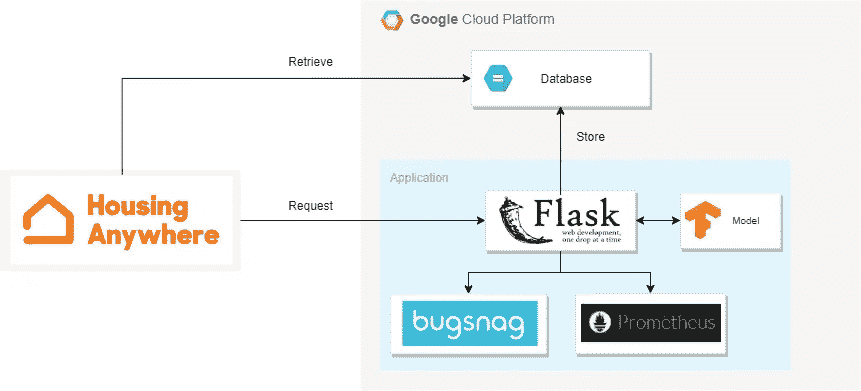 Google Cloud Platform
Retrieve
Database
Store
Application
Housing
Anywhere
Request
Flask
web development,
one drop at a time
Model
bugsnag
Prometheus